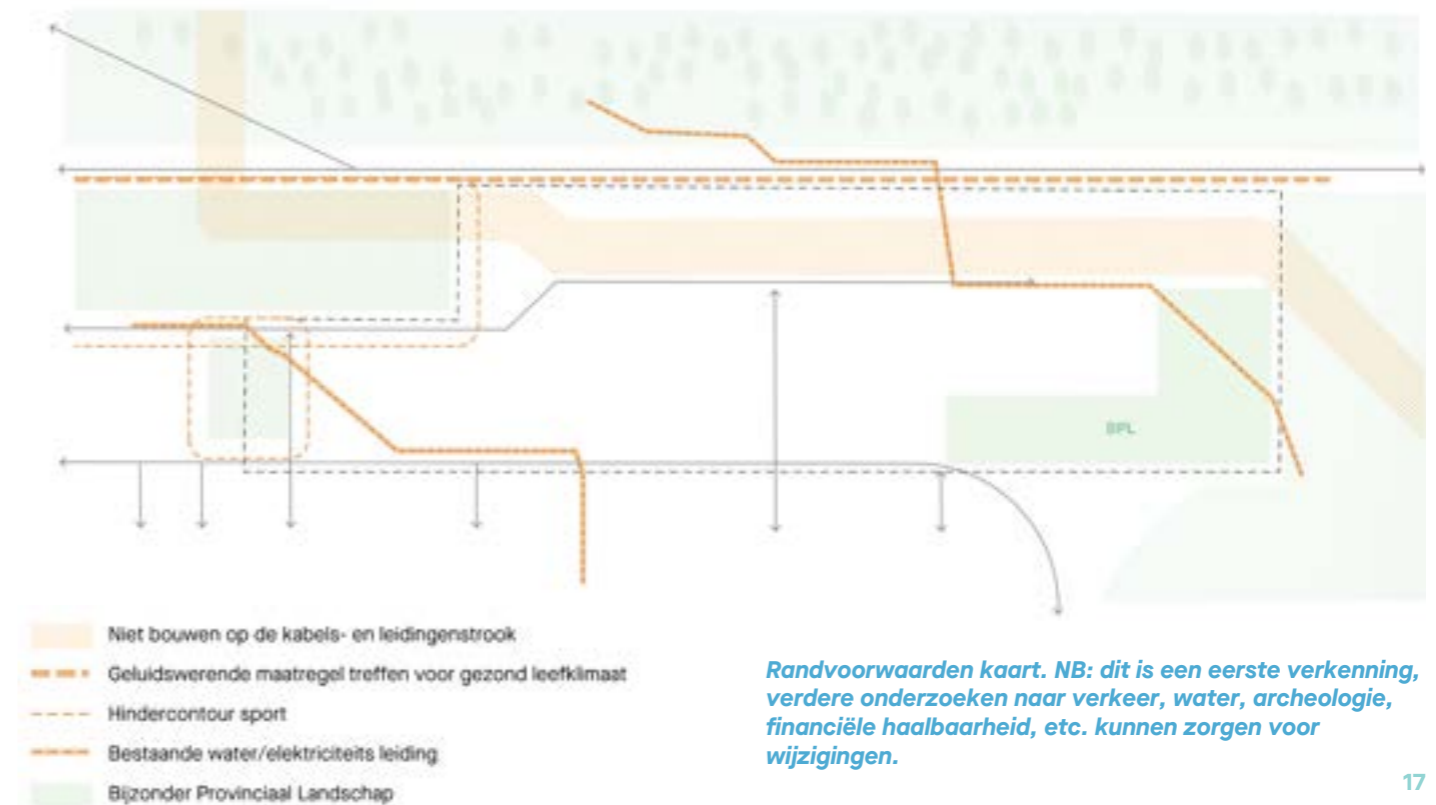 BPL
Niet bouwen op de kabels- en leidingenstrook
Geluidswerende maatregel treffen voor gezond leefklimaat
Hindercontour sport
Bestaande water/elektriciteits leiding
Bijzonder Provinciaal Landschap
Randvoorwaarden kaart. NB: dit is een eerste verkenning,
verdere onderzoeken naar verkeer, water, archeologie,
financiële haalbaarheid, etc. kunnen zorgen voor
wijzigingen.
17